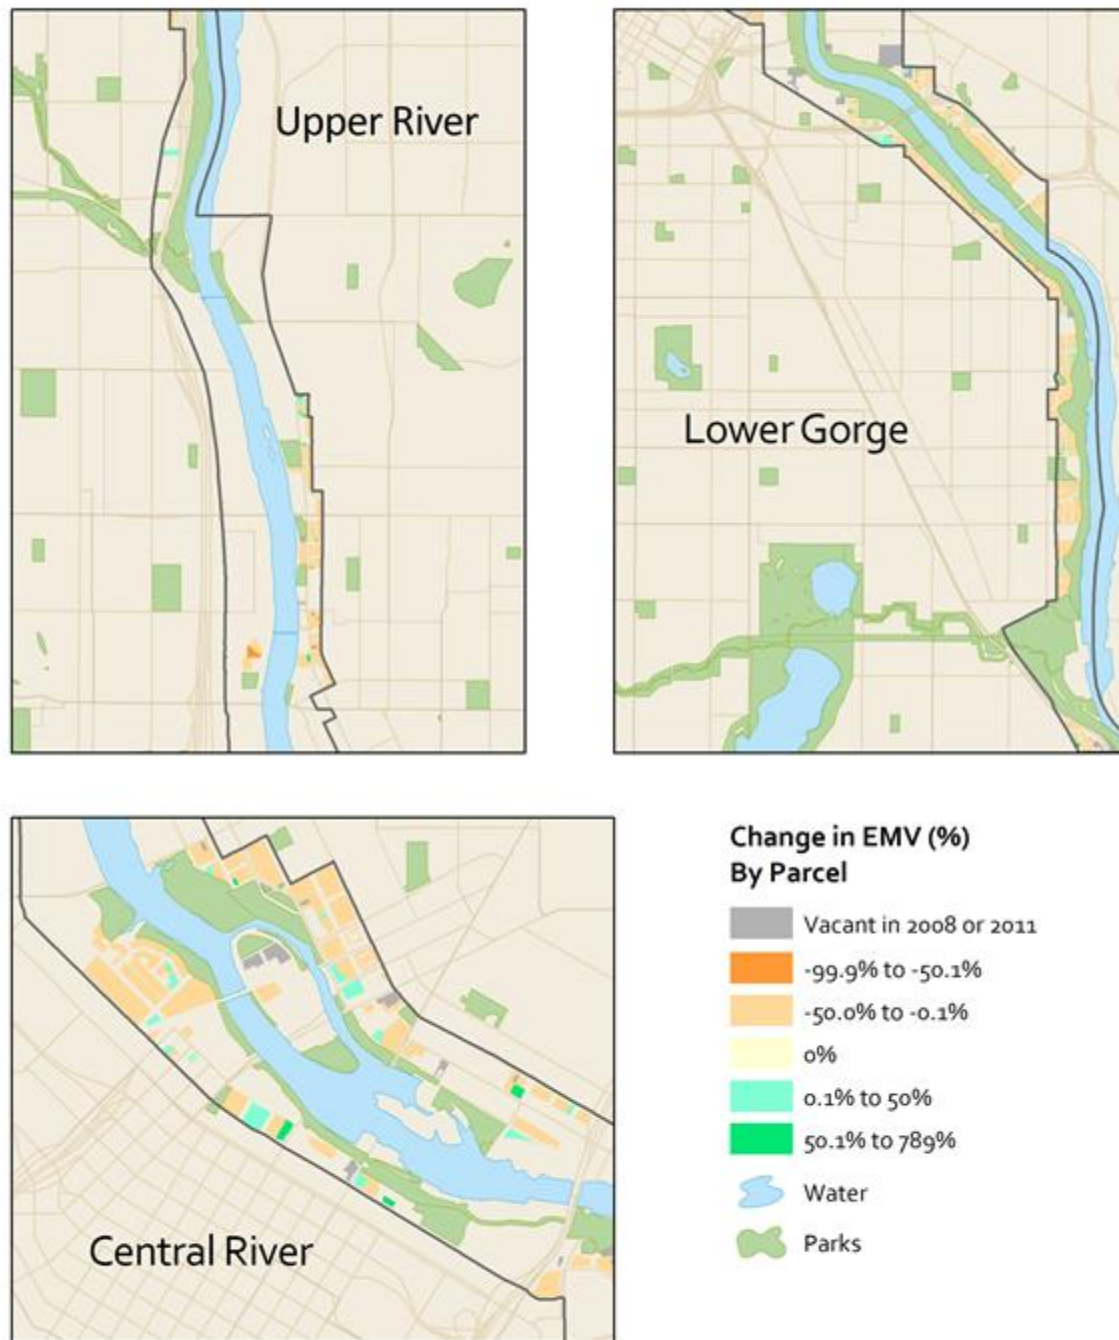 Upper River
Lower Gorge
Central River
Change in EMV (%)
By Parcel
Vacant in 2008 or 2011
-99.9% to -50.1%
-50.0% to -0.1%
0%
0.1% to 50%
50.1% to 789%
Water
Parks